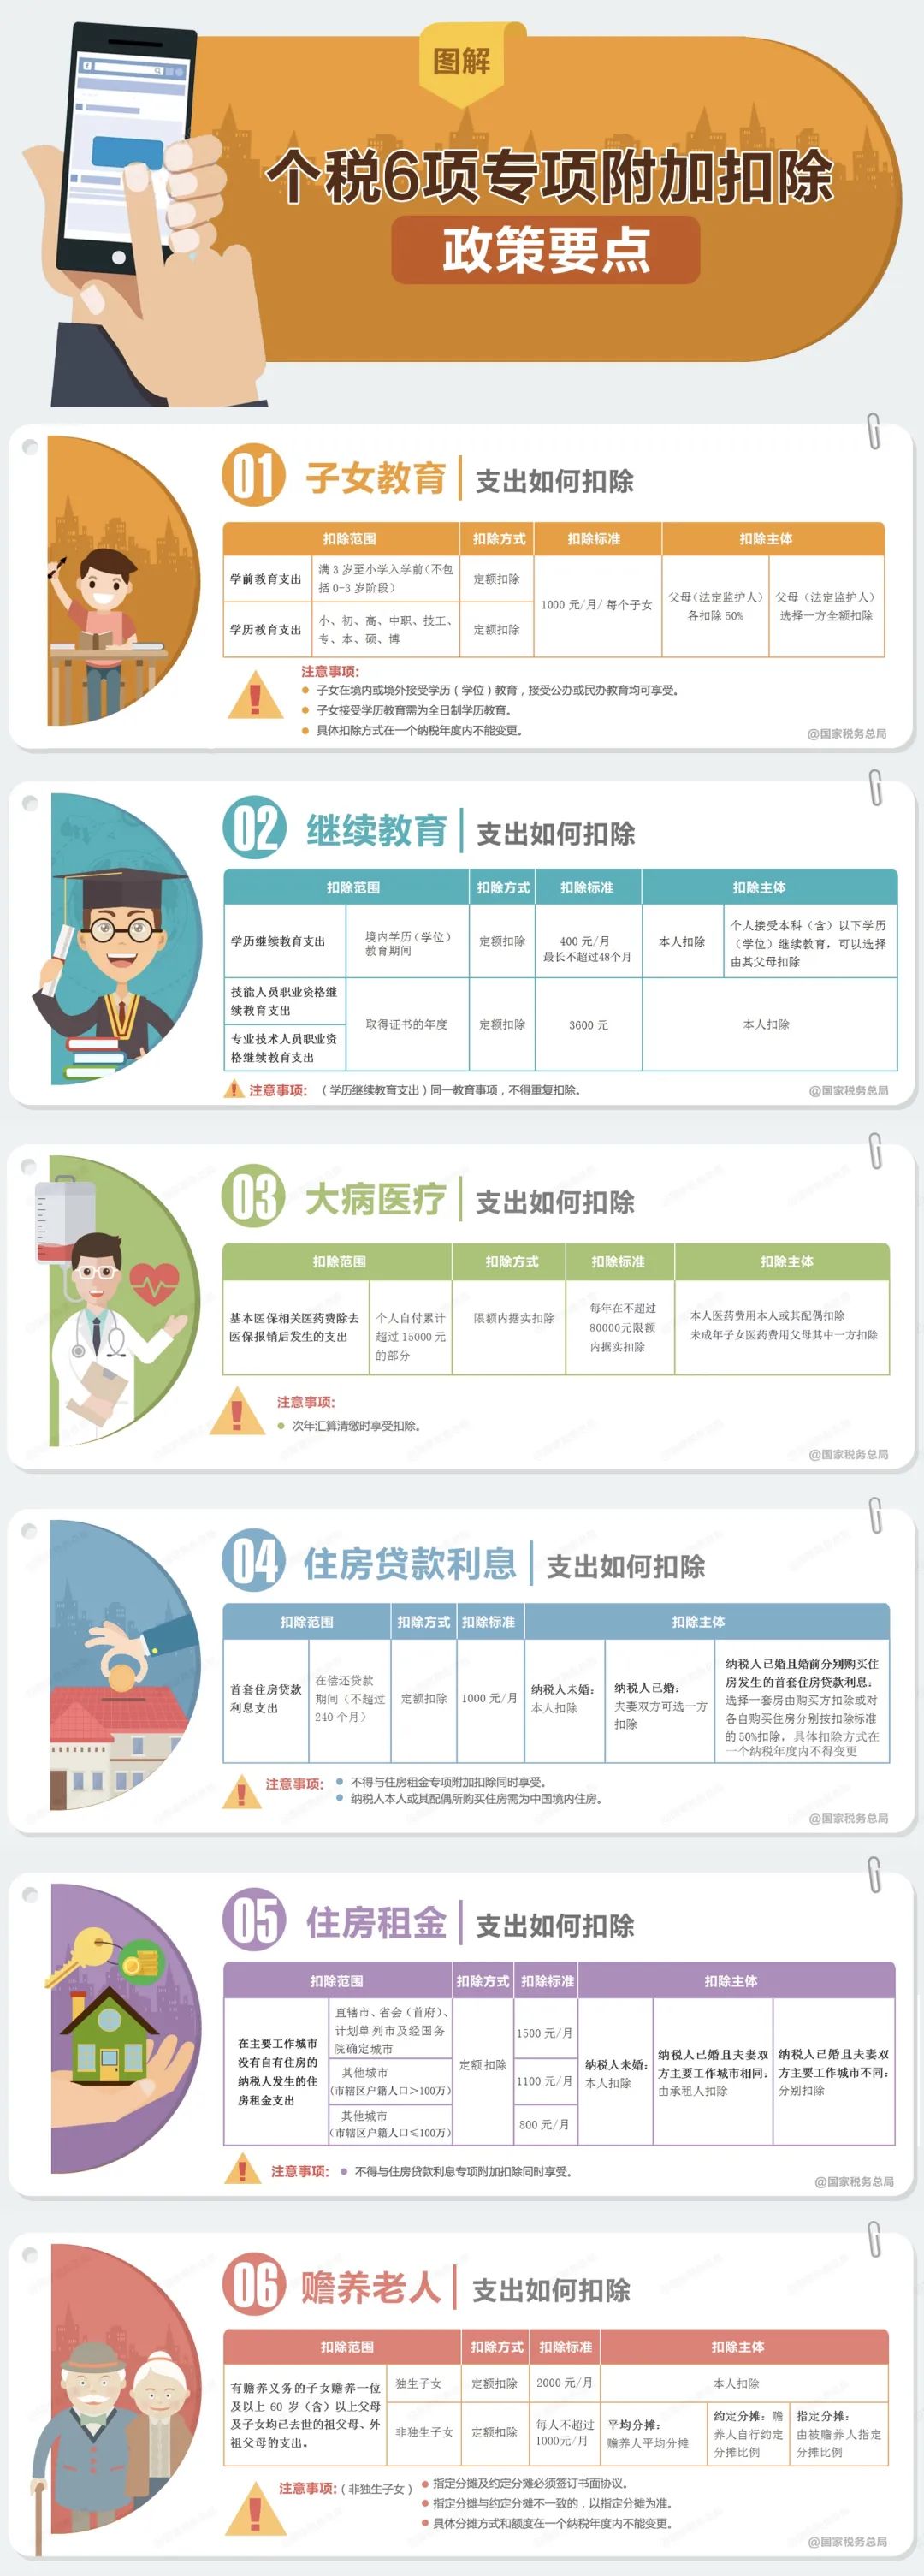 图解
个税6项专项附加扣除
政策要点
01 子女教育 支出如何扣除
扣除范围 扣除方式 扣除标准 扣除主体
学前教育支出
满3岁至小学入学前(不包
括0-3岁阶段)
定额扣除
学历教育支出
小、初、高、中职、技工、
专、本、硕、博
定额扣除
1000 元/月/每个子女
父母(法定监护人)
各扣除50%
父母(法定监护人)
选择一方全额扣除
注意事项:
子女在境内或境外接受学历(学位)教育,接受公办或民办教育均可享受。
子女接受学历教育需为全日制学历教育。
具体扣除方式在一个纳税年度内不能变更。
@国家税务总局
02 继续教育 支出如何扣除
扣除范围 扣除方式 扣除标准 扣除主体
学历继续教育支出
境内学历(学位)
教育期间
定额扣除
400 元/月
最长不超过48个月
本人扣除
个人接受本科(含)以下学历
(学位)继续教育,可以选择
由其父母扣除
技能人员职业资格继
续教育支出
专业技术人员职业资
格继续教育支出
取得证书的年度
定额扣除
3600 元
本人扣除
注意事项: (学历继续教育支出)同一教育事项,不得重复扣除。
@国家税务总局
03 大病医疗 支出如何扣除
扣除范围 扣除方式 扣除标准 扣除主体
基本医保相关医药费除去
医保报销后发生的支出
个人自付累计
超过15000元
的部分
限额内据实扣除
每年在不超过
80000元限额
内据实扣除
本人医药费用本人或其配偶扣除
未成年子女医药费用父母其中一方扣除
注意事项:
次年汇算清缴时享受扣除。
@国家税务总局
04 住房贷款利息 支出如何扣除
扣除范围 扣除方式 扣除标准 扣除主体
首套住房贷款
利息支出
在偿还贷款
期间(不超过
240个月)
定额扣除
1000 元/月
纳税人未婚:
本人扣除
纳税人已婚:
夫妻双方可选一方
扣除
纳税人已婚且婚前分别购买住
房发生的首套住房贷款利息:
选择一套房由购买方扣除或对
各自购买住房分别按扣除标准
的50%扣除,具体扣除方式在
一个纳税年度内不得变更
注意事项:
不得与住房租金专项附加扣除同时享受。
纳税人本人或其配偶所购买住房需为中国境内住房。
@国家税务总局
05 住房租金 支出如何扣除
扣除范围 扣除方式 扣除标准 扣除主体
在主要工作城市
没有自有住房的
纳税人发生的住
房租金支出
直辖市、省会(首府)、
计划单列市及经国务
院确定城市
其他城市
(市辖区户籍人口>100万)
其他城市
(市辖区户籍人口≤100万)
定额扣除
1500 元/月
1100 元/月
800 元/月
纳税人未婚:
本人扣除
纳税人已婚且夫妻双
方主要工作城市相同:
由承租人扣除
纳税人已婚且夫妻双
方主要工作城市不同:
分别扣除
注意事项: 不得与住房贷款利息专项附加扣除同时享受。
@国家税务总局
06 赡养老人 支出如何扣除
扣除范围 扣除方式 扣除标准 扣除主体
有赡养义务的子女赡养一位
及以上60岁(含)以上父母
及子女均已去世的祖父母、外
祖父母的支出。
独生子女
定额扣除
2000 元/月
本人扣除
非独生子女
定额扣除
每人不超过
1000元/月
平均分摊:
赡养人平均分摊
约定分摊:赡
养人自行约定
分摊比例
指定分摊:
由被赡养人指定
分摊比例
注意事项:(非独生子女)
指定分摊及约定分摊必须签订书面协议。
指定分摊与约定分摊不一致的,以指定分摊为准。
具体分摊方式和额度在一个纳税年度内不能变更。
@国家税务总局